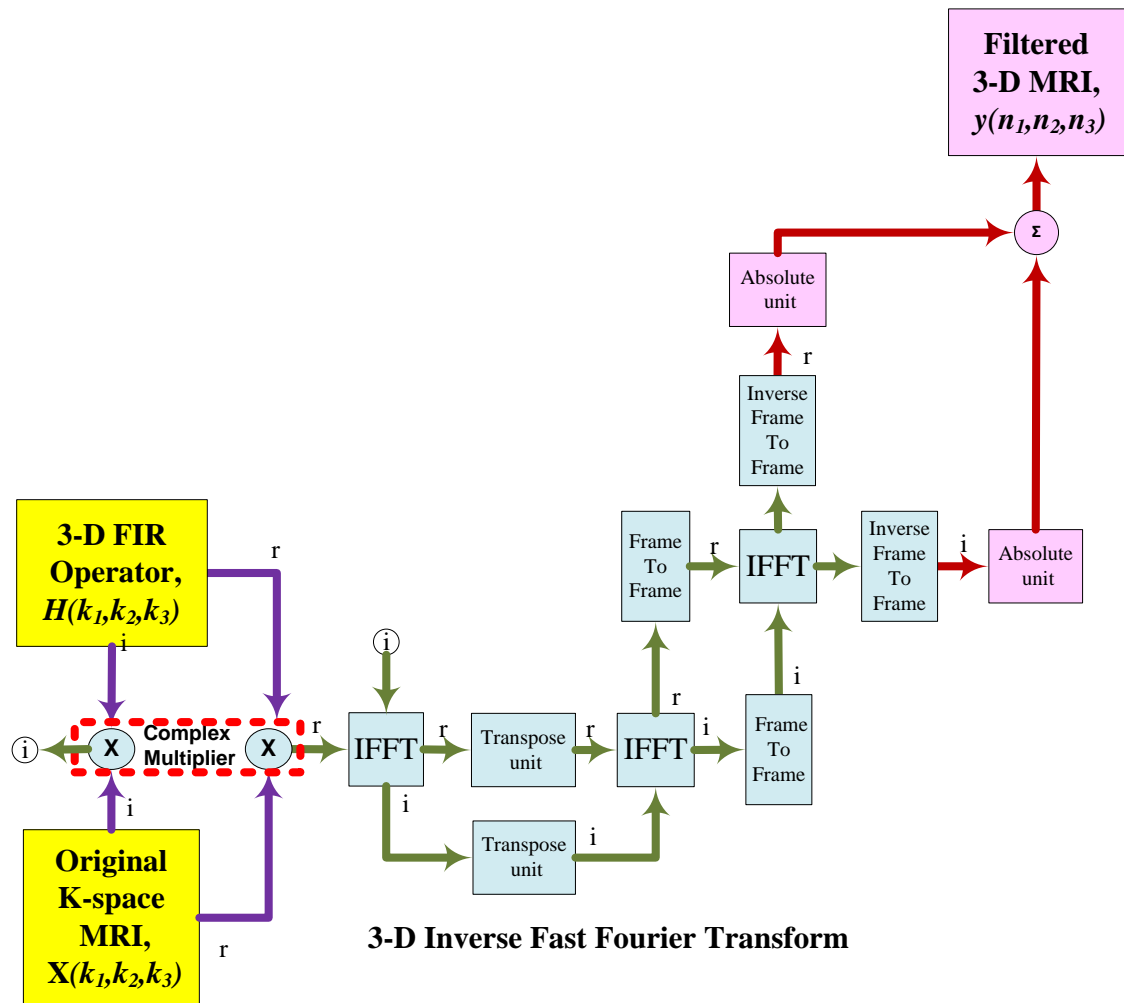 Filtered
3-D MRI,
y(n1,n2,n3)
Σ
Absolute
unit
r
Inverse
Frame
To
Frame
3-D FIR
Operator,
H(k1,k2,k3)
r
i
Frame
To
Frame
r
IFFT
Inverse
Frame
To
Frame
i
Absolute
unit
i
i
X
Complex
Multiplier
X
r
IFFT
r
Transpose
unit
r
IFFT
r
i
Frame
To
Frame
i
i
i
Transpose
unit
i
Original
K-space
MRI,
X(k1,k2,k3)
r
3-D Inverse Fast Fourier Transform